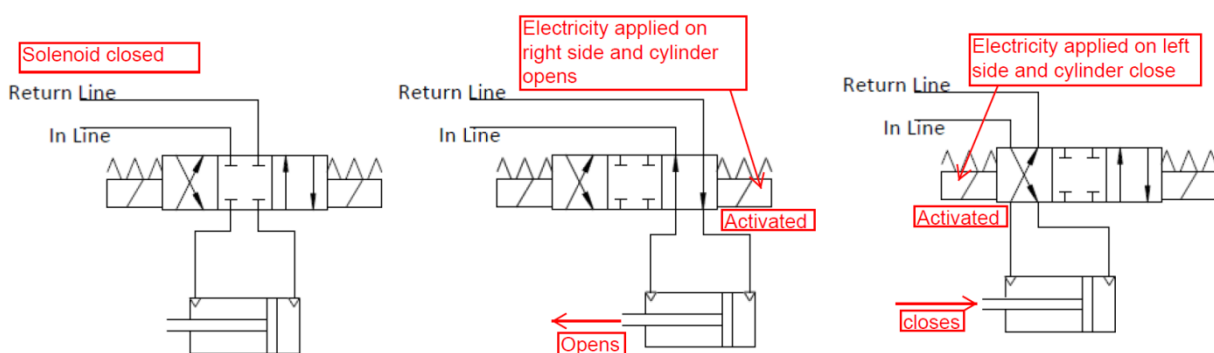 Solenoid closed
Return Line
In Line
Electricity applied on
right side and cylinder
opens
Return Line
In Line
Activated
Opens
Electricity applied on left
side and cylinder close
Return Line
In Line
Activated
closes